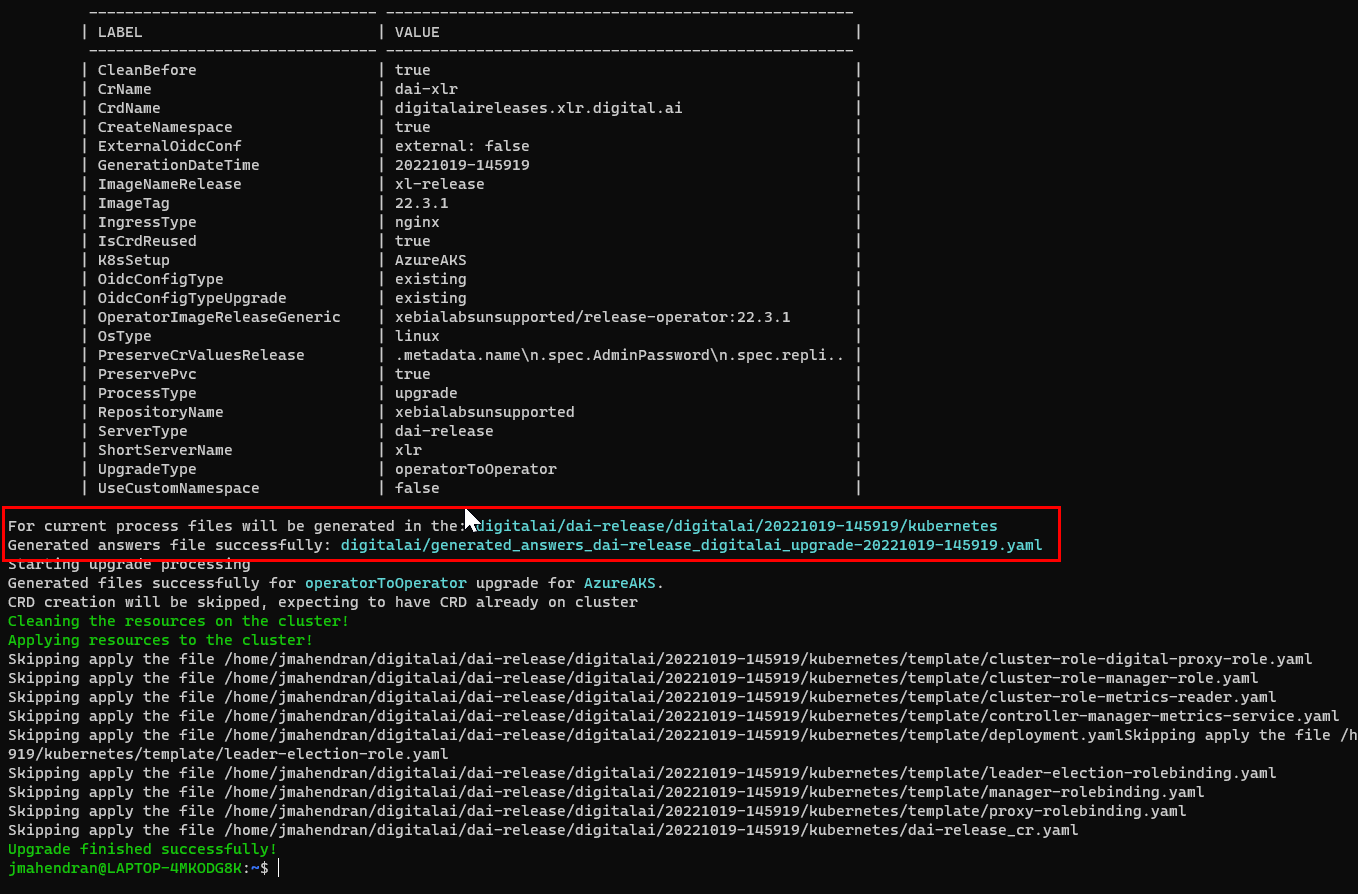 | LABEL | VALUE |
| CleanBefore | true |
| CrName | dai-xlr |
| CrdName | digitalaireleases.xlr.digital.ai |
| CreateNamespace | true |
| ExternalOidcConf | external: false |
| GenerationDateTime | 20221019-145919 |
| ImageNameRelease | xl-release |
| ImageTag | 22.3.1 |
| IngressType | nginx |
| IsCrdReused | true |
| K8sSetup | AzureAKS |
| OidcConfigType | existing |
| OidcConfigTypeUpgrade | existing |
| OperatorImageReleaseGeneric | xebialabsunsupported/release-operator:22.3.1 |
| OsType | linux |
| PreserveCrValuesRelease | .metadata.name\n.spec.AdminPassword\n.spec.repli.. |
| PreservePvc | true |
| ProcessType | upgrade |
| RepositoryName | xebialabsunsupported |
| ServerType | dai-release |
| ShortServerName | xlr |
| UpgradeType | operatorToOperator |
| UseCustomNamespace | false |
For current process files will be generated in the: digitalai/dai-release/digitalai/20221019-145919/kubernetes
Generated answers file successfully: digitalai/generated_answers_dai-release_digitalai_upgrade-20221019-145919.yaml
Starting upgrade processing
Generated files successfully for operatorToOperator upgrade for AzureAKS.
CRD creation will be skipped, expecting to have CRD already on cluster
Cleaning the resources on the cluster!
Applying resources to the cluster!
Skipping apply the file /home/jmahendran/digitalai/dai-release/digitalai/20221019-145919/kubernetes/template/cluster-role-digital-proxy-role.yaml
Skipping apply the file /home/jmahendran/digitalai/dai-release/digitalai/20221019-145919/kubernetes/template/cluster-role-manager-role.yaml
Skipping apply the file /home/jmahendran/digitalai/dai-release/digitalai/20221019-145919/kubernetes/template/cluster-role-metrics-reader.yaml
Skipping apply the file /home/jmahendran/digitalai/dai-release/digitalai/20221019-145919/kubernetes/template/controller-manager-metrics-service.yaml
Skipping apply the file /home/jmahendran/digitalai/dai-release/digitalai/20221019-145919/kubernetes/template/deployment.yamlSkipping apply the file /h
919/kubernetes/template/leader-election-role.yaml
Skipping apply the file /home/jmahendran/digitalai/dai-release/digitalai/20221019-145919/kubernetes/template/leader-election-rolebinding.yaml
Skipping apply the file /home/jmahendran/digitalai/dai-release/digitalai/20221019-145919/kubernetes/template/manager-rolebinding.yaml
Skipping apply the file /home/jmahendran/digitalai/dai-release/digitalai/20221019-145919/kubernetes/template/proxy-rolebinding.yaml
Skipping apply the file /home/jmahendran/digitalai/dai-release/digitalai/20221019-145919/kubernetes/dai-release_cr.yaml
Upgrade finished successfully!
jmahendran@LAPTOP-4MKODG8K:~$